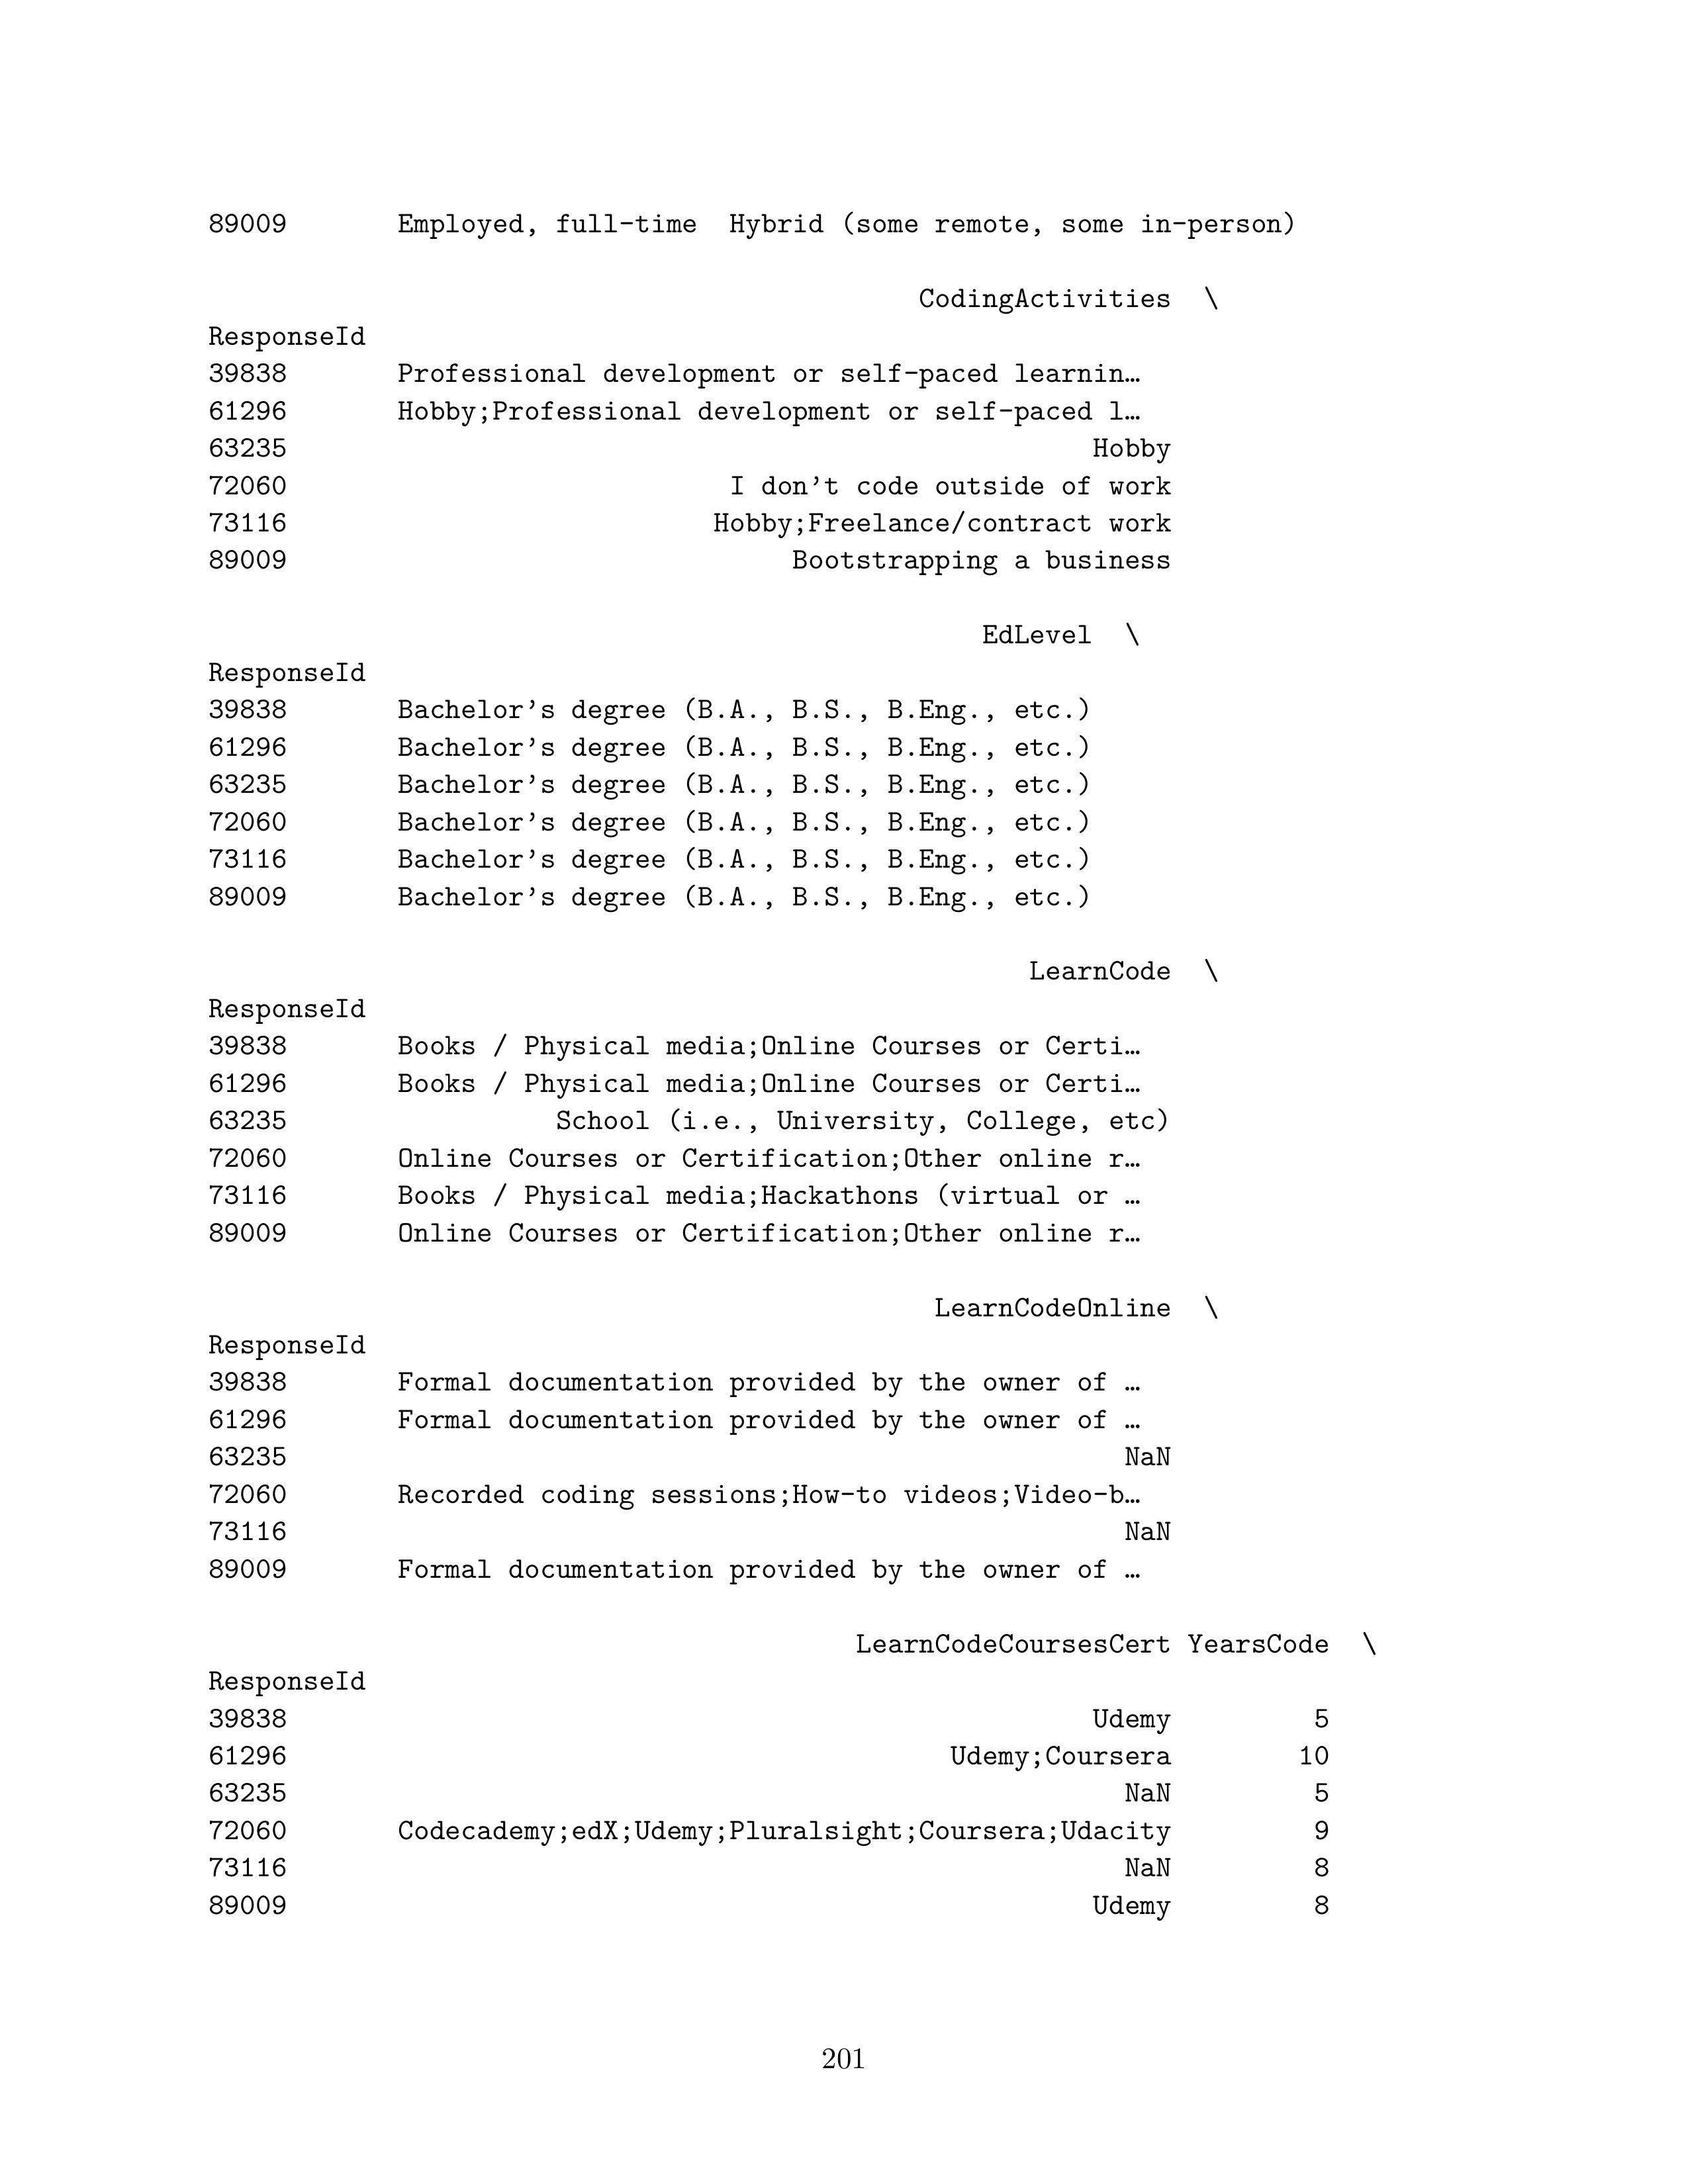 89009 Employed, full-time Hybrid (some remote, some in-person)
CodingActivities \
ResponseId
39838 Professional development or self-paced learnin…
61296 Hobby;Professional development or self-paced l…
63235 Hobby
72060 I don't code outside of work
73116 Hobby;Freelance/contract work
89009 Bootstrapping a business
EdLevel \
ResponseId
39838 Bachelor's degree (B.A., B.S., B.Eng., etc.)
61296 Bachelor's degree (B.A., B.S., B.Eng., etc.)
63235 Bachelor's degree (B.A., B.S., B.Eng., etc.)
72060 Bachelor's degree (B.A., B.S., B.Eng., etc.)
73116 Bachelor's degree (B.A., B.S., B.Eng., etc.)
89009 Bachelor's degree (B.A., B.S., B.Eng., etc.)
LearnCode \
ResponseId
39838 Books / Physical media;Online Courses or Certi…
61296 Books / Physical media;Online Courses or Certi…
63235 School (i.e., University, College, etc)
72060 Online Courses or Certification;Other online r…
73116 Books / Physical media;Hackathons (virtual or …
89009 Online Courses or Certification;Other online r…
LearnCodeOnline \
ResponseId
39838 Formal documentation provided by the owner of …
61296 Formal documentation provided by the owner of …
63235 NaN
72060 Recorded coding sessions;How-to videos;Video-b…
73116 NaN
89009 Formal documentation provided by the owner of …
LearnCodeCoursesCert YearsCode \
ResponseId
39838 Udemy 5
61296 Udemy;Coursera 10
63235 NaN 5
72060 Codecademy;edX;Udemy;Pluralsight;Coursera;Udacity 9
73116 NaN 8
89009 Udemy 8
201